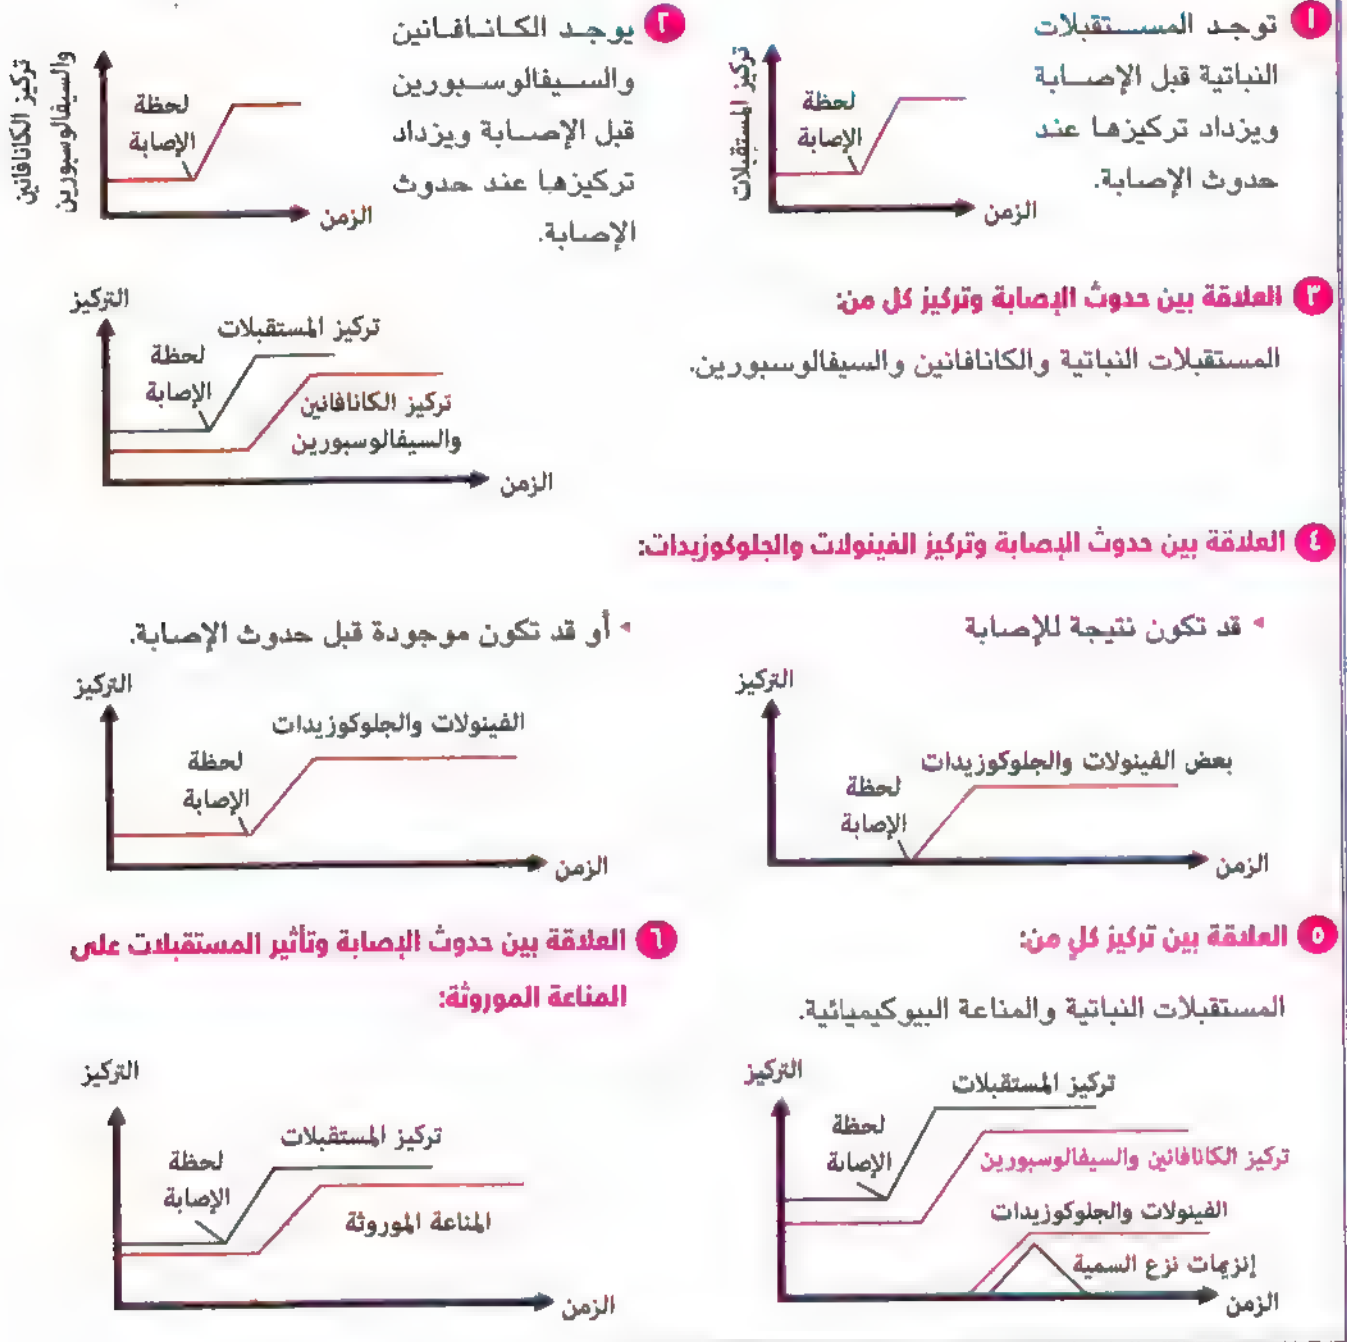 ١ توجد المستقبلات
النباتية قبل الإصابة
ويزداد تركيزها عند
حدوث الإصابة.
تركيز المستقبلات
لحظة
الإصابة
الزمن
٢ يوجد الكانافانين
والسيفالوسبورين
قبل الإصابة ويزداد
تركيزها عند حدوث
الإصابة.
تركيز الكانافانين
والسيفالوسبورين
لحظة
الإصابة
الزمن
٣ العلاقة بين حدوث الإصابة وتركيز كل من:
المستقبلات النباتية والكانافانين والسيفالوسبورين.
التركيز
تركيز المستقبلات
لحظة
الإصابة
تركيز الكانافانين
والسيفالوسبورين
الزمن
٤ العلاقة بين حدوث الإصابة وتركيز الفينولات والجلوكوزيدات:
قد تكون نتيجة للإصابة
التركيز
بعض الفينولات والجلوكوزيدات
لحظة
الإصابة
الزمن
أو قد تكون موجودة قبل حدوث الإصابة.
التركيز
الفينولات والجلوكوزيدات
لحظة
الإصابة
الزمن
٥ العلاقة بين تركيز كلٍ من:
المستقبلات النباتية والمناعة البيوكيميائية.
التركيز
تركيز المستقبلات
لحظة
الإصابة
تركيز الكانافانين والسيفالوسبورين
الفينولات والجلوكوزيدات
إنزيمات نزع السمية
الزمن
٦ العلاقة بين حدوث الإصابة وتأثير المستقبلات على
المناعة الموروثة:
التركيز
تركيز المستقبلات
لحظة
الإصابة
المناعة الموروثة
الزمن